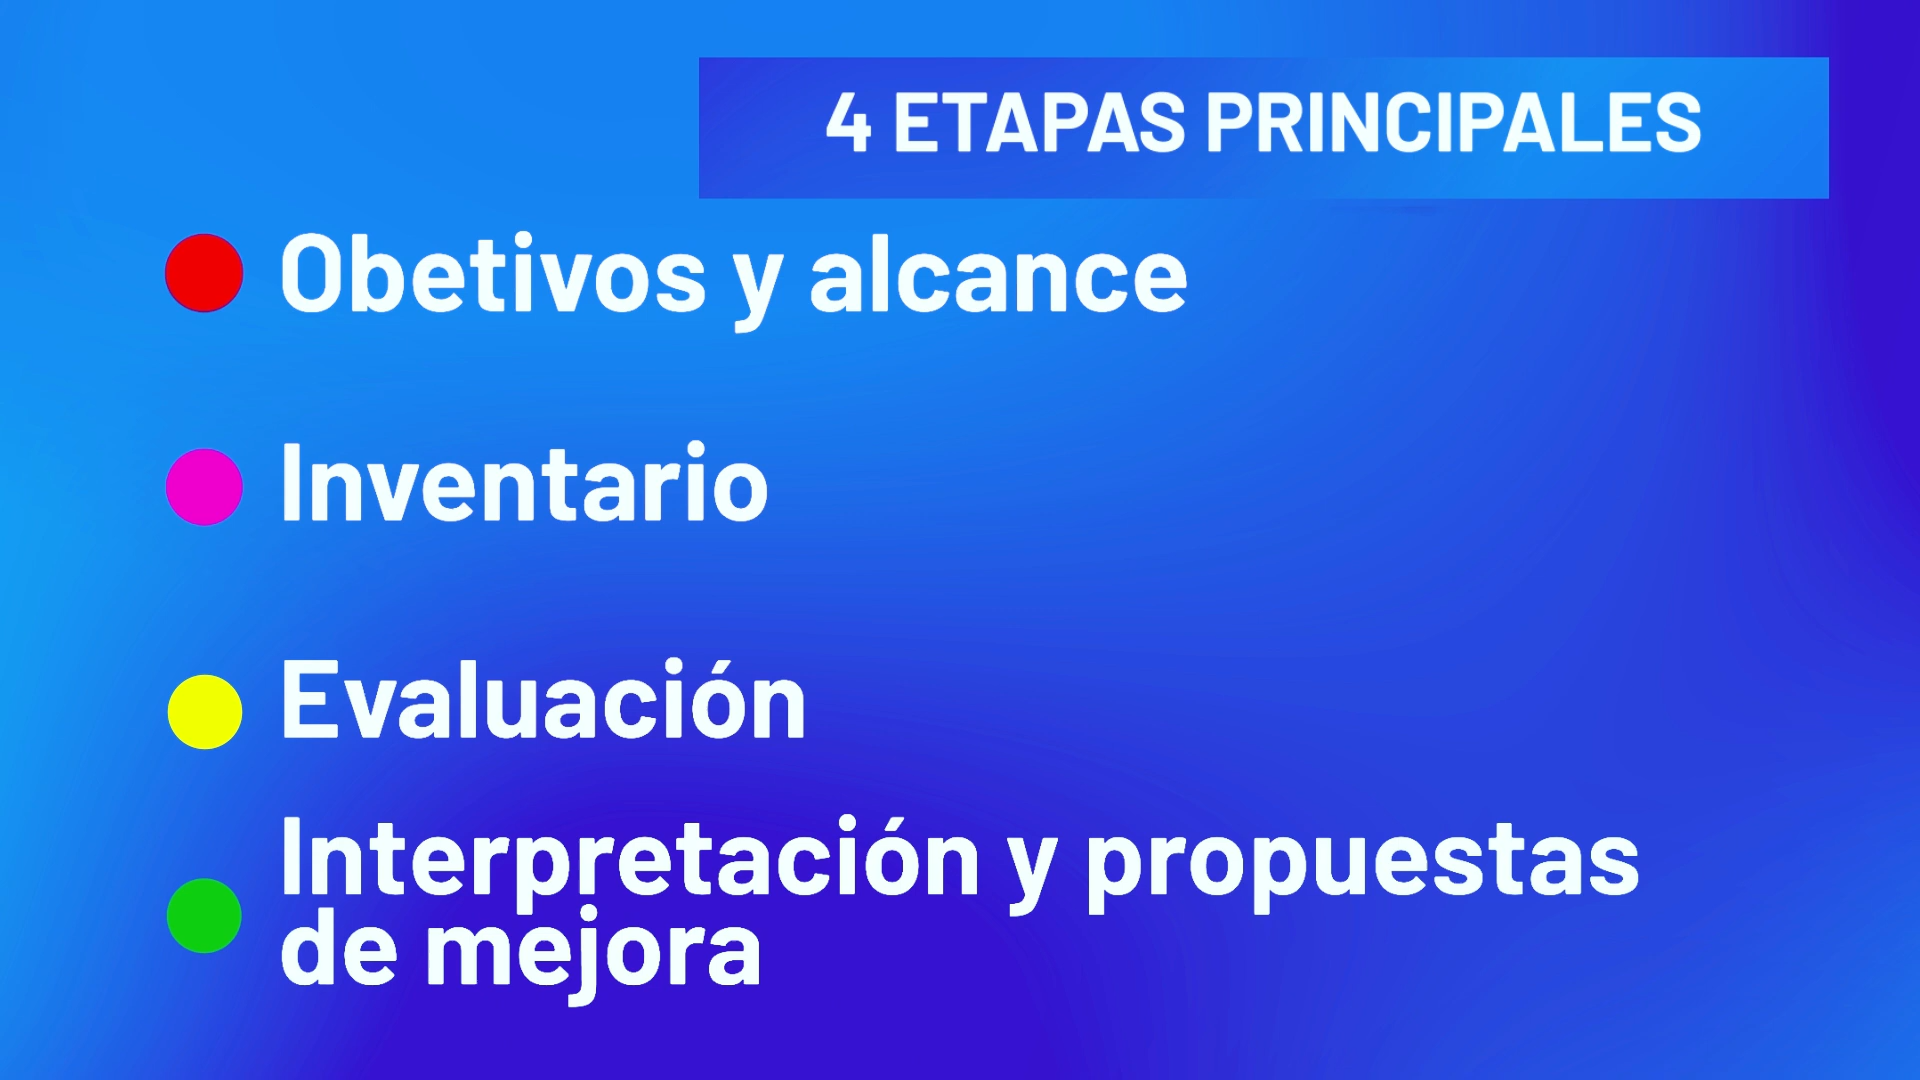 4 ETAPAS PRINCIPALES
Obetivos y alcance
Inventario
Evaluación
Interpretación y propuestas
de mejora